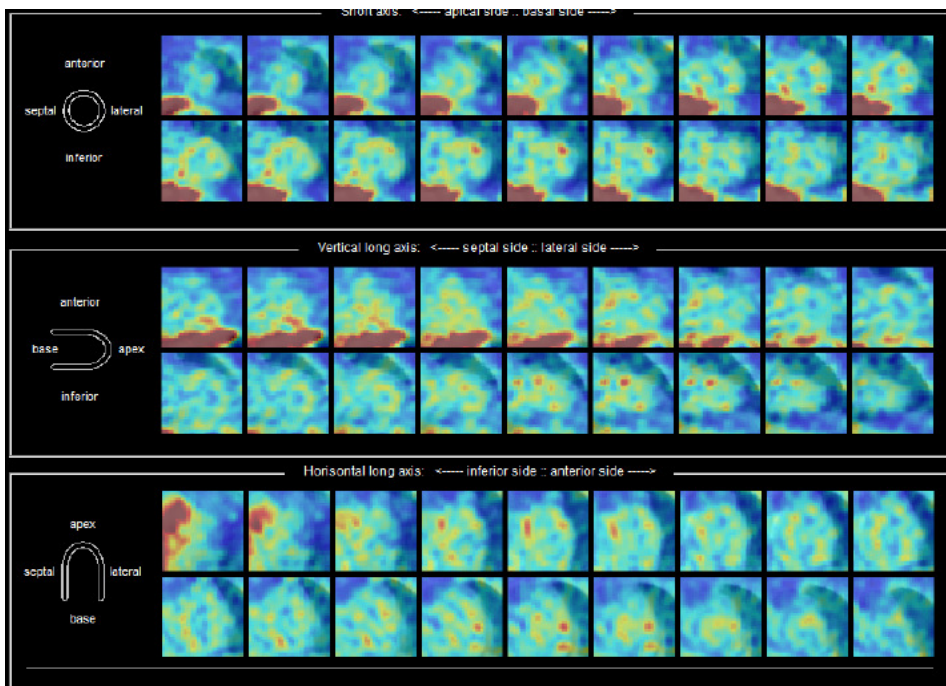 Short axis: <----- apical side :: basal side ----->
anterior
septal lateral
inferior
Vertical long axis: <----- septal side :: lateral side ----->
anterior
base apex
inferior
Horisontal long axis: <----- inferior side :: anterior side ----->
apex
septal lateral
base